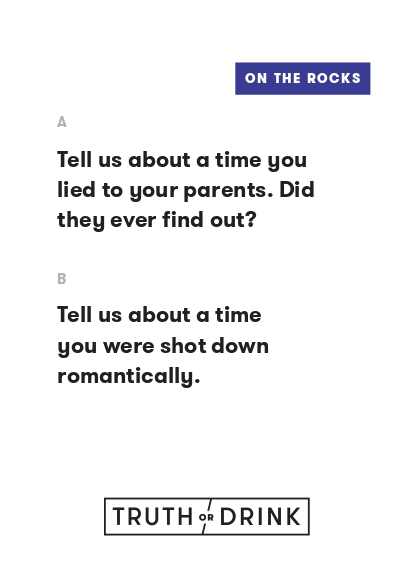 ON THE ROCKS
A
Tell us about a time you
lied to your parents. Did
they ever find out?
B
Tell us about a time
you were shot down
romantically.
TRUTH OR DRINK